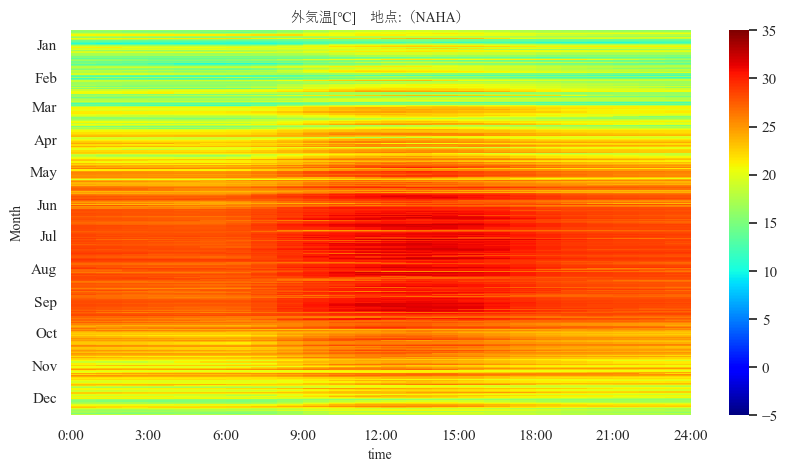 外気温[℃]　地点:（NAHA）
Month
Jan
Feb
Mar
Apr
May
Jun
Jul
Aug
Sep
Oct
Nov
Dec
0:00 3:00 6:00 9:00 12:00 15:00 18:00 21:00 24:00
time
35
30
25
20
15
10
5
0
−5